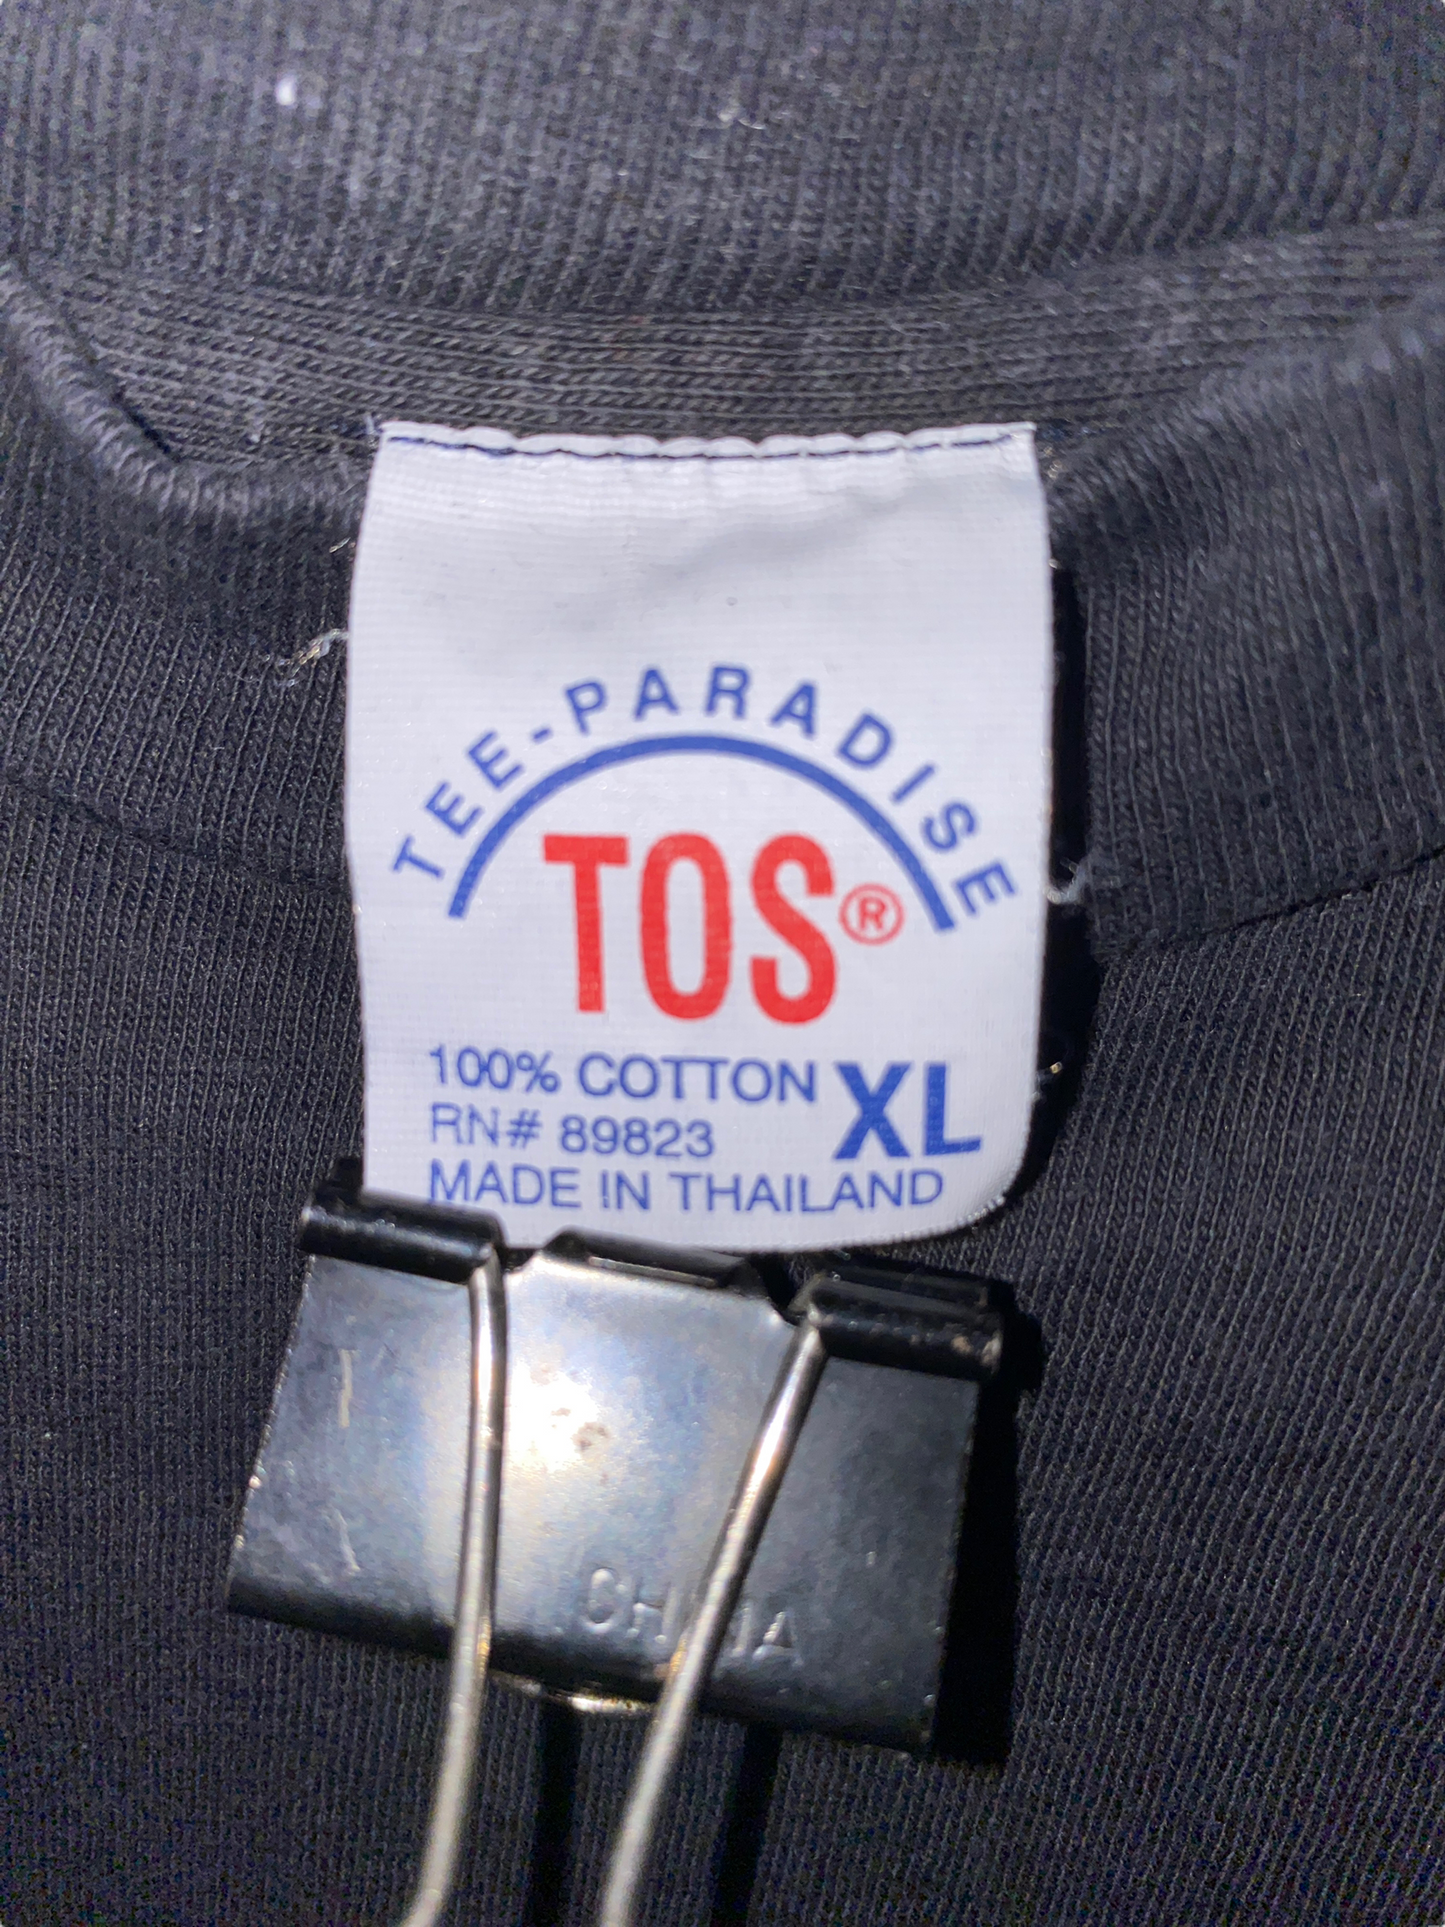 TEE-PARADISE
TOS®
100% COTTON XL
RN# 89823
MADE IN THAILAND
CHINA